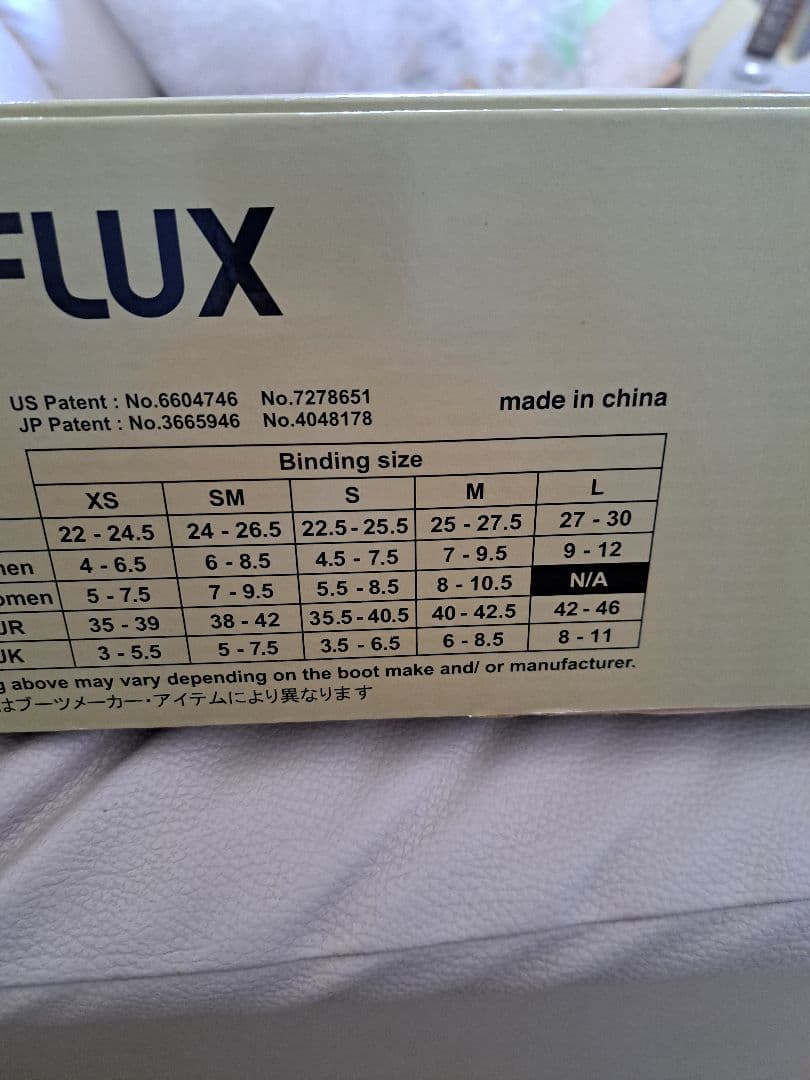 FLUX
US Patent : No.6604746 No.7278651
JP Patent : No.3665946 No.4048178
made in china
Binding size
XS SM S M L
22 - 24.5 24 - 26.5 22.5 - 25.5 25 - 27.5 27 - 30
men 4 - 6.5 6 - 8.5 4.5 - 7.5 7 - 9.5 9 - 12
omen 5 - 7.5 7 - 9.5 5.5 - 8.5 8 - 10.5 N/A
UR 35 - 39 38 - 42 35.5 - 40.5 40 - 42.5 42 - 46
UK 3 - 5.5 5 - 7.5 3.5 - 6.5 6 - 8.5 8 - 11
g above may vary depending on the boot make and/ or manufacturer.
はブーツメーカー・アイテムにより異なります